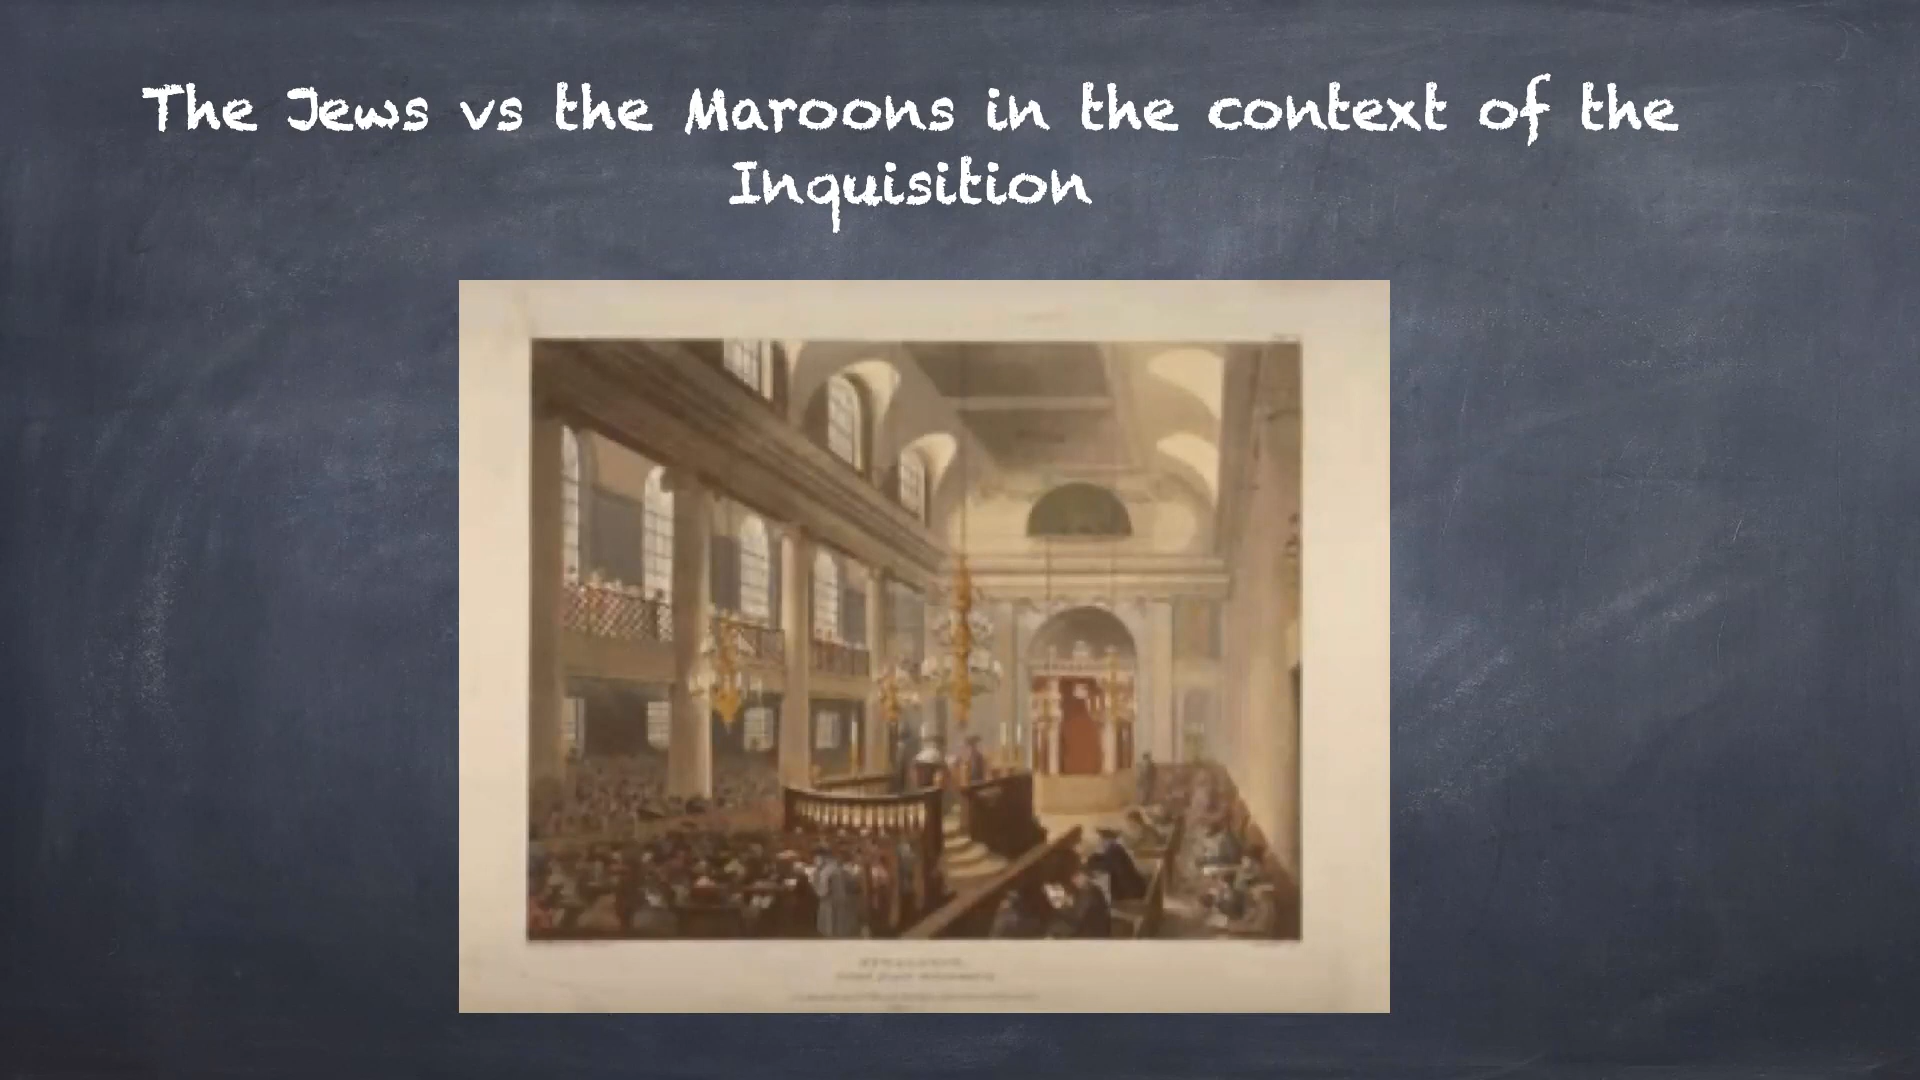 The Jews vs the Maroons in the context of the
Inquisition